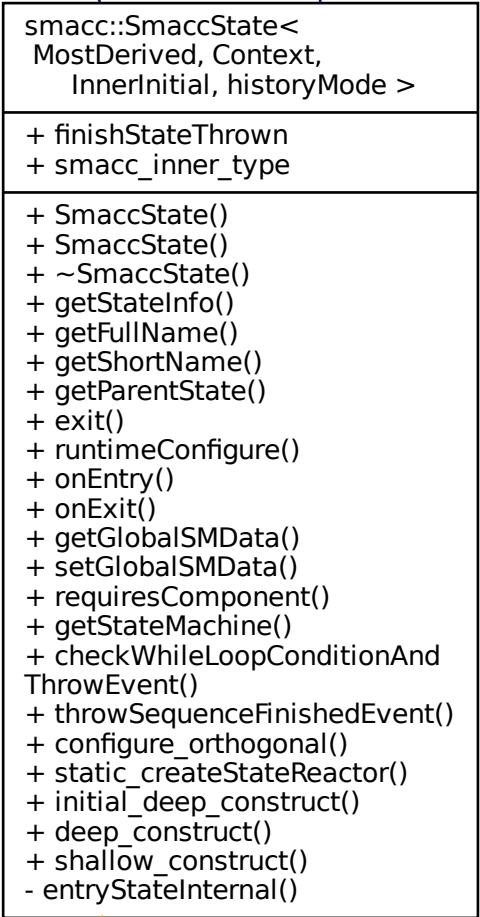 smacc::SmaccState<
MostDerived, Context,
InnerInitial, historyMode >
+ finishStateThrown
+ smacc_inner_type
+ SmaccState()
+ SmaccState()
+ ~SmaccState()
+ getStateInfo()
+ getFullName()
+ getShortName()
+ getParentState()
+ exit()
+ runtimeConfigure()
+ onEntry()
+ onExit()
+ getGlobalSMData()
+ setGlobalSMData()
+ requiresComponent()
+ getStateMachine()
+ checkWhileLoopConditionAnd
ThrowEvent()
+ throwSequenceFinishedEvent()
+ configure_orthogonal()
+ static_createStateReactor()
+ initial_deep_construct()
+ deep_construct()
+ shallow_construct()
- entryStateInternal()